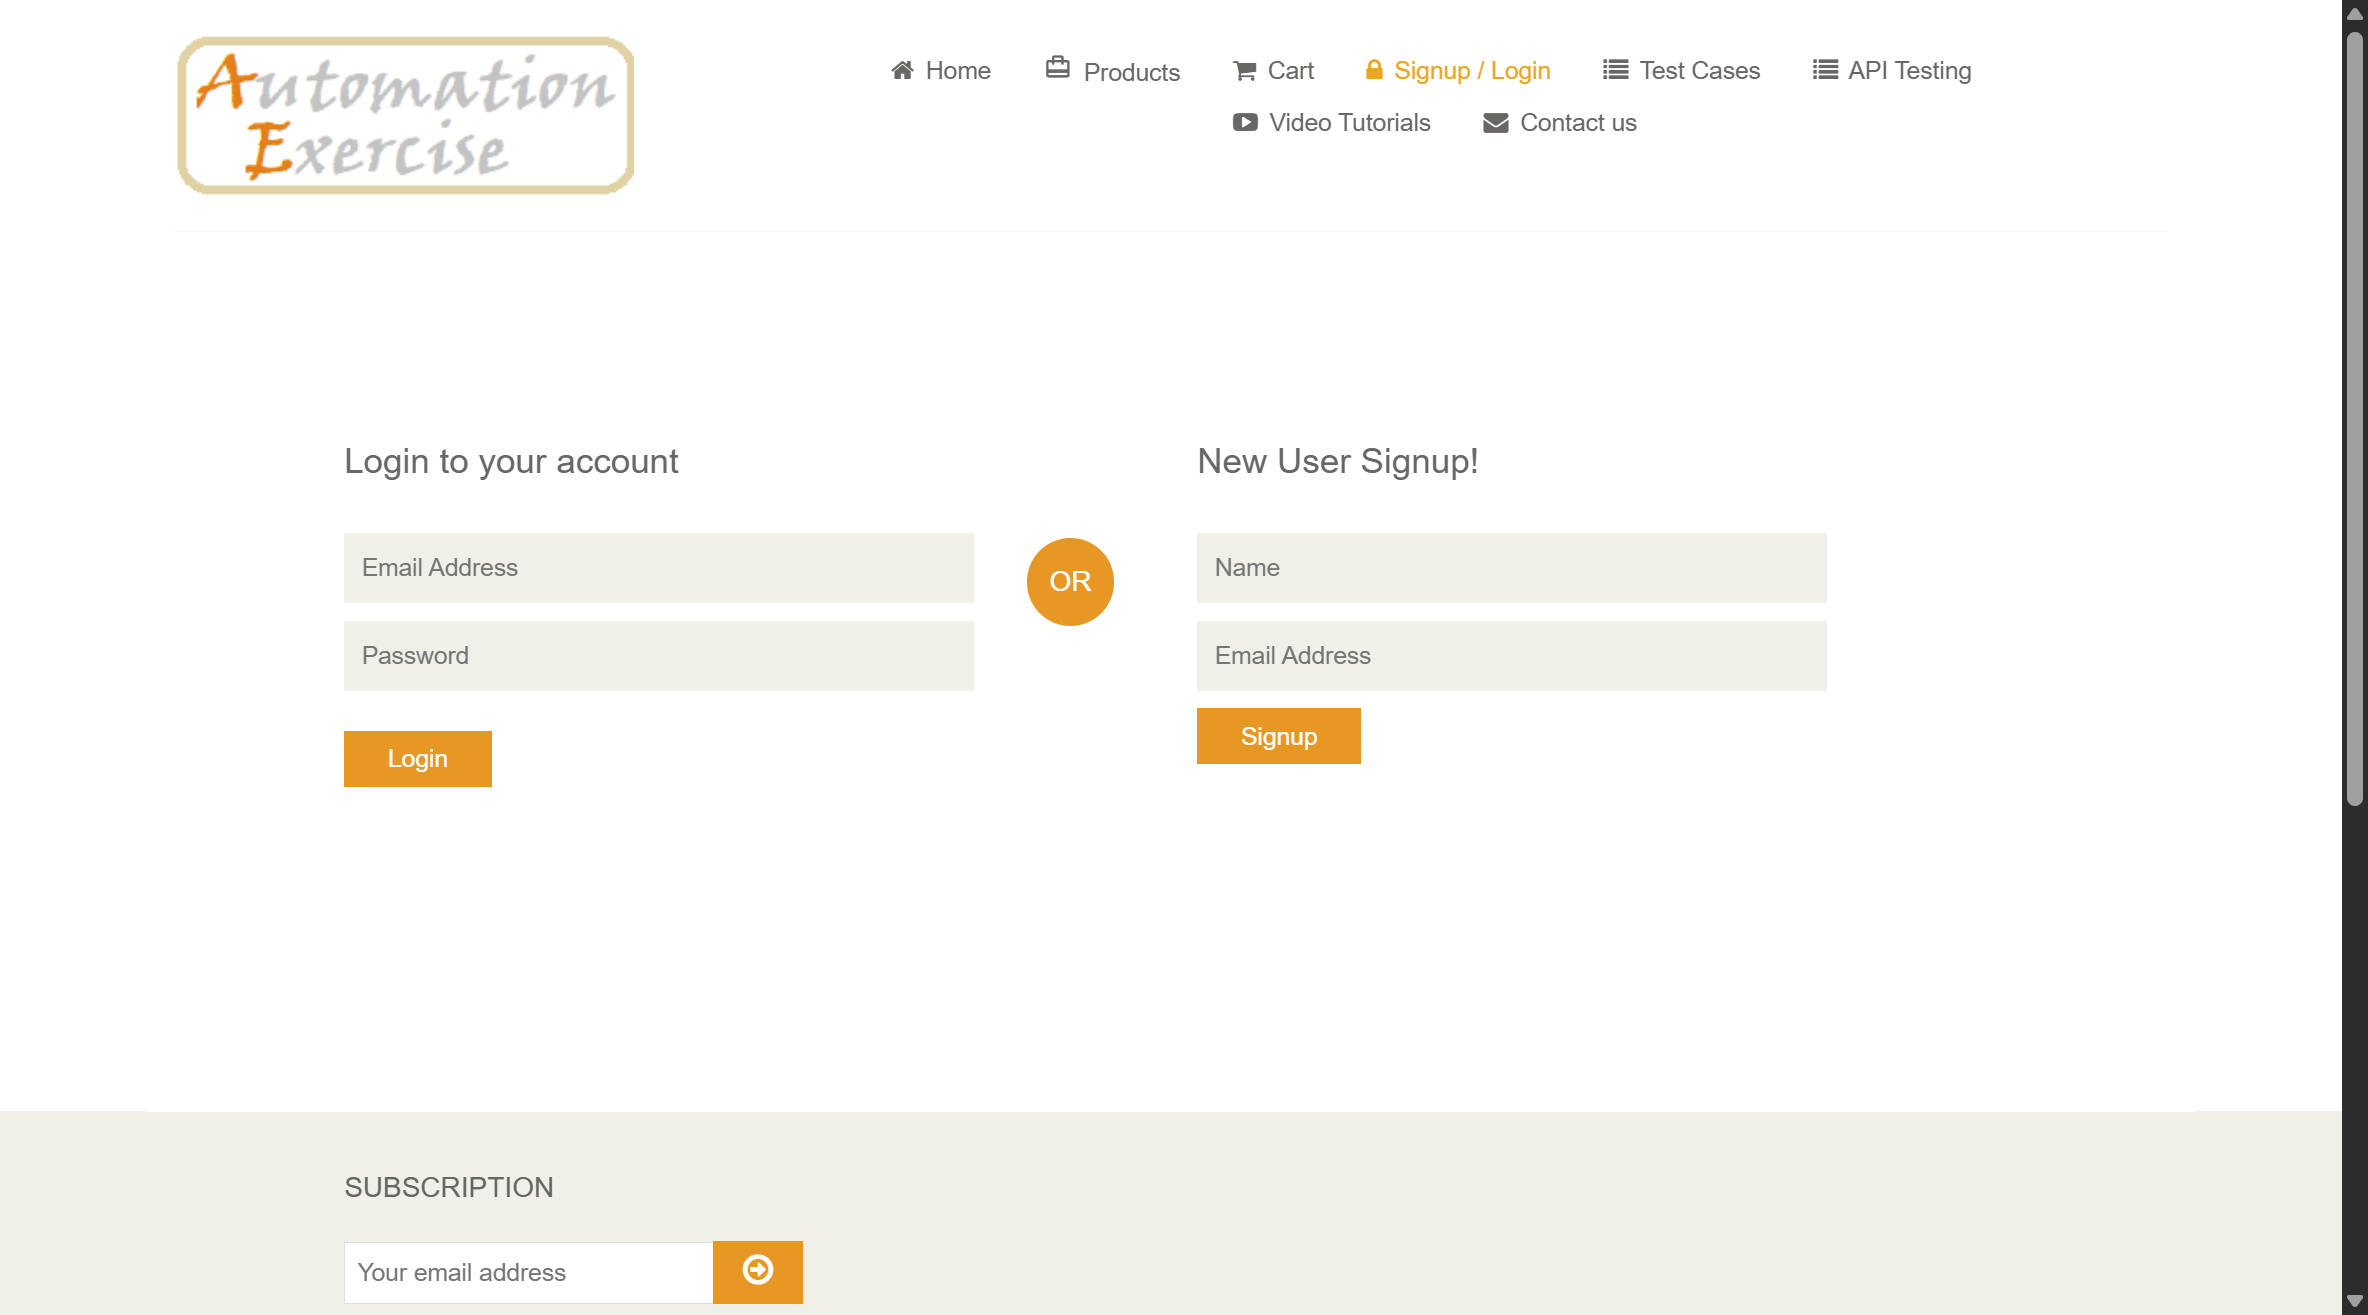 Automation
Exercise
Home
Products
Cart
Signup / Login
Test Cases
API Testing
Video Tutorials
Contact us
Login to your account
Email Address
Password
Login
OR
New User Signup!
Name
Email Address
Signup
SUBSCRIPTION
Your email address